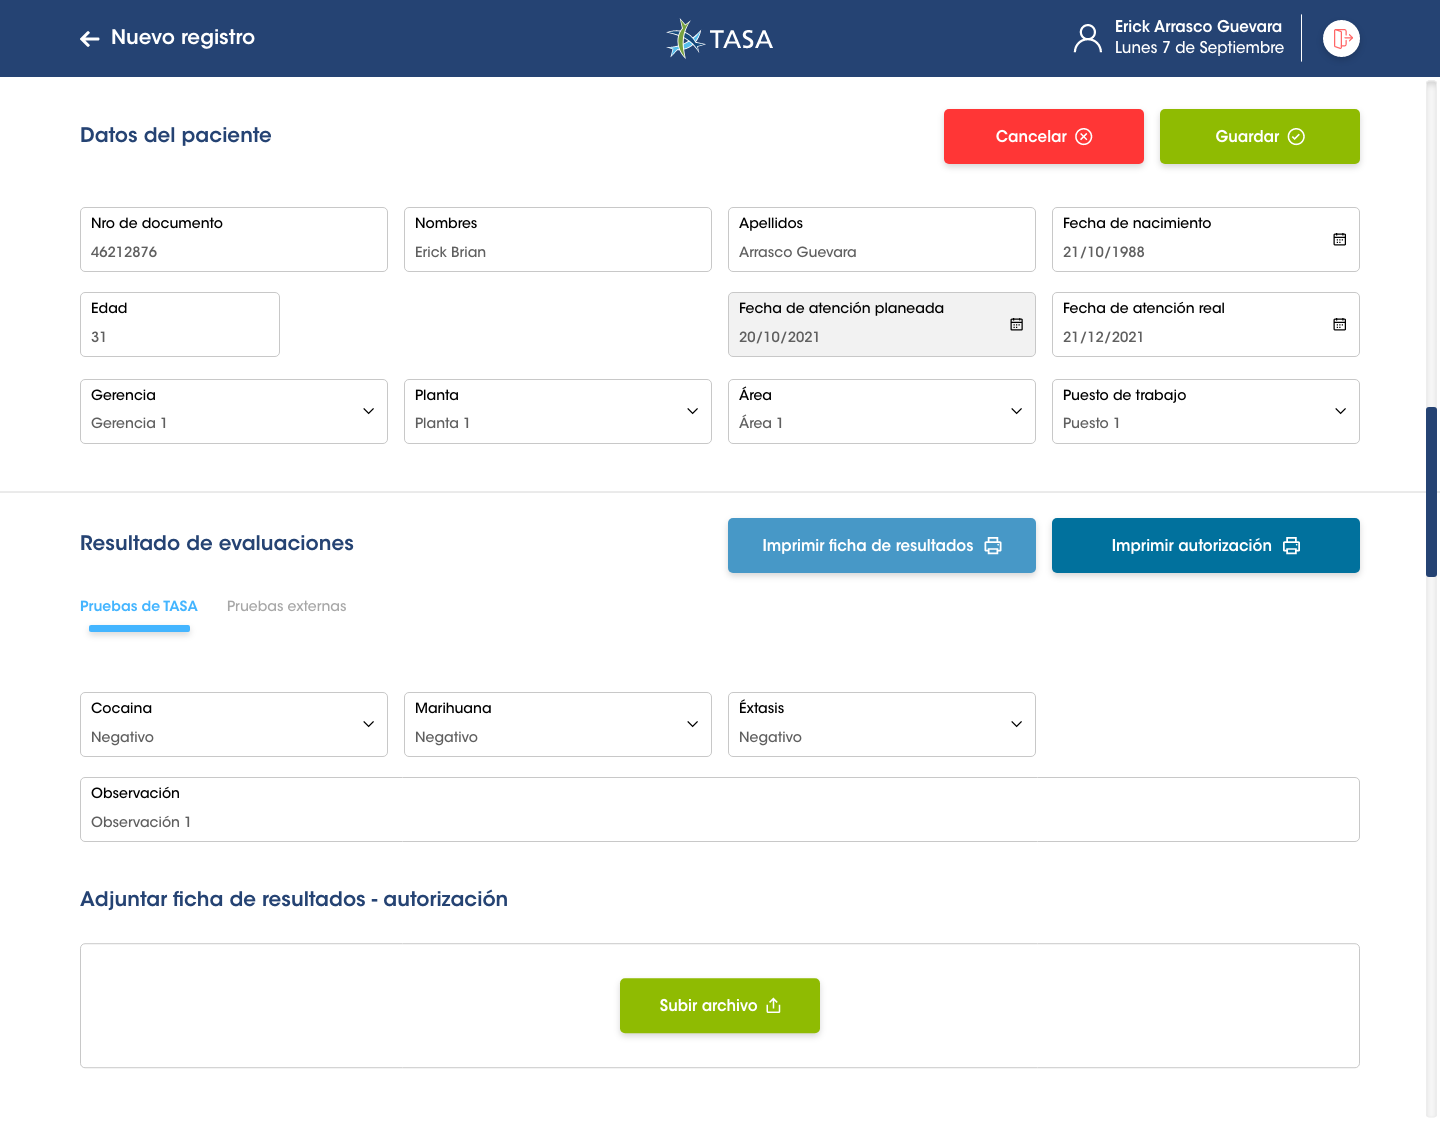 Nuevo registro
TASA
Erick Arrasco Guevara
Lunes 7 de Septiembre
Datos del paciente
Cancelar
Guardar
Nro de documento
46212876
Nombres
Erick Brian
Apellidos
Arrasco Guevara
Fecha de nacimiento
21/10/1988
Edad
31
Fecha de atención planeada
20/10/2021
Fecha de atención real
21/12/2021
Gerencia
Gerencia 1
Planta
Planta 1
Área
Área 1
Puesto de trabajo
Puesto 1
Resultado de evaluaciones
Imprimir ficha de resultados
Imprimir autorización
Pruebas de TASA
Pruebas externas
Cocaina
Negativo
Marihuana
Negativo
Éxtasis
Negativo
Observación
Observación 1
Adjuntar ficha de resultados - autorización
Subir archivo